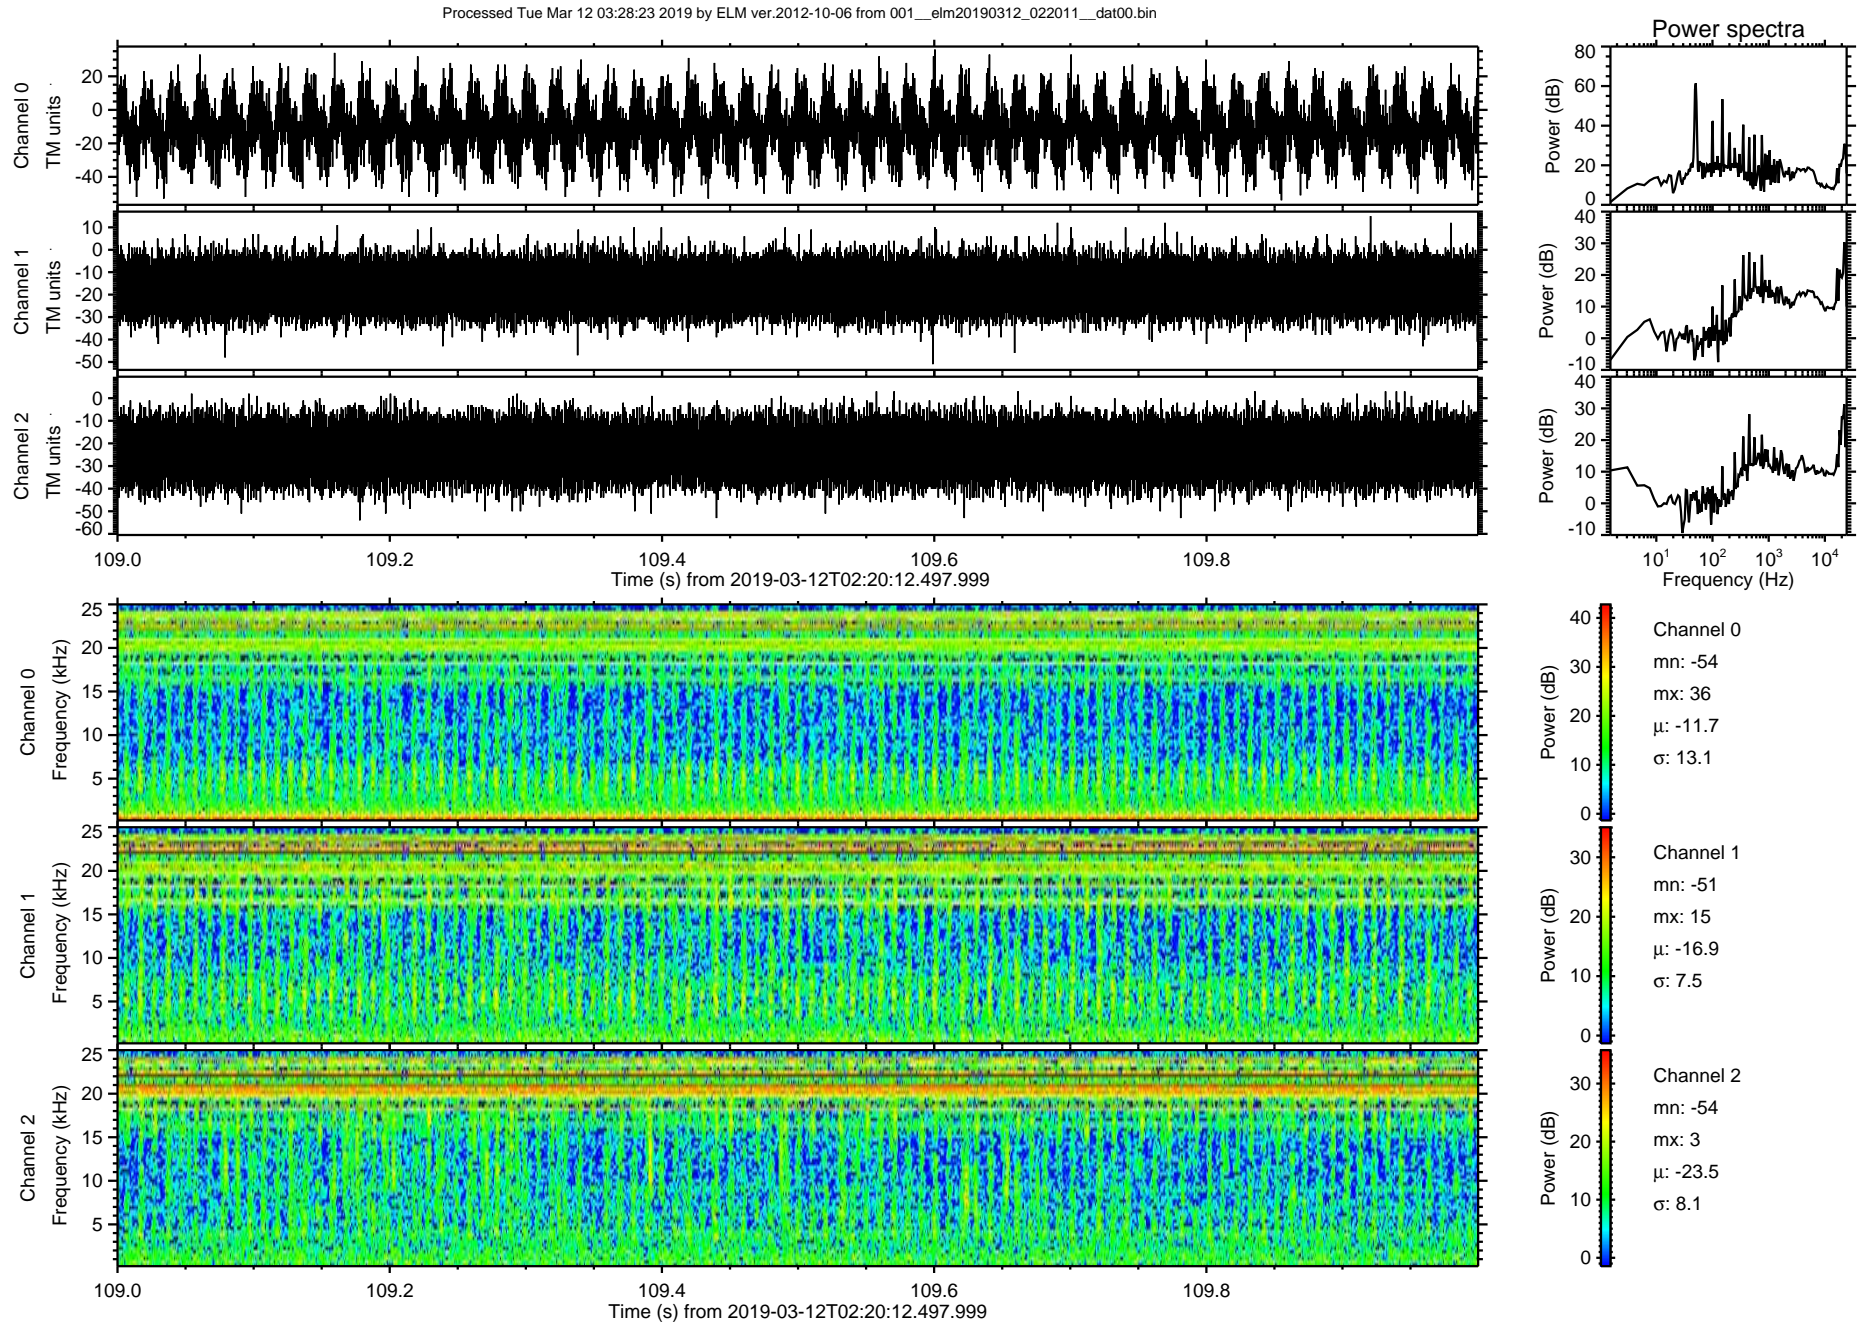 Processed Tue Mar 12 03:28:23 2019 by ELM ver.2012-10-06 from 001__elm20190312_022011__dat00.bin
Power spectra
Channel 0
TM units
20
0
-20
-40
Power (dB)
80
60
40
20
0
Channel 1
TM units
10
0
-10
-20
-30
-40
-50
Power (dB)
40
30
20
10
0
-10
Channel 2
TM units
0
-10
-20
-30
-40
-50
-60
Power (dB)
40
30
20
10
0
-10
109.0 109.2 109.4 109.6 109.8
Time (s) from 2019-03-12T02:20:12.497.999
10^1 10^2 10^3 10^4
Frequency (Hz)
Channel 0
Frequency (kHz)
25
20
15
10
5
Power (dB)
40
30
20
10
0
Channel 0
mn: -54
mx: 36
μ: -11.7
σ: 13.1
Channel 1
Frequency (kHz)
25
20
15
10
5
Power (dB)
30
20
10
0
Channel 1
mn: -51
mx: 15
μ: -16.9
σ: 7.5
Channel 2
Frequency (kHz)
25
20
15
10
5
Power (dB)
30
20
10
0
Channel 2
mn: -54
mx: 3
μ: -23.5
σ: 8.1
109.0 109.2 109.4 109.6 109.8
Time (s) from 2019-03-12T02:20:12.497.999